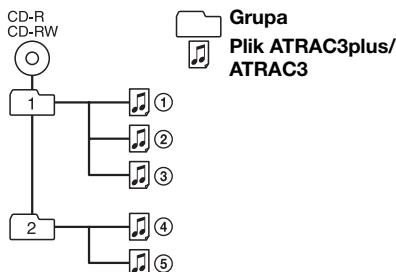 CD-R
CD-RW
Grupa
Plik ATRAC3plus/
ATRAC3
1
①
②
③
2
④
⑤